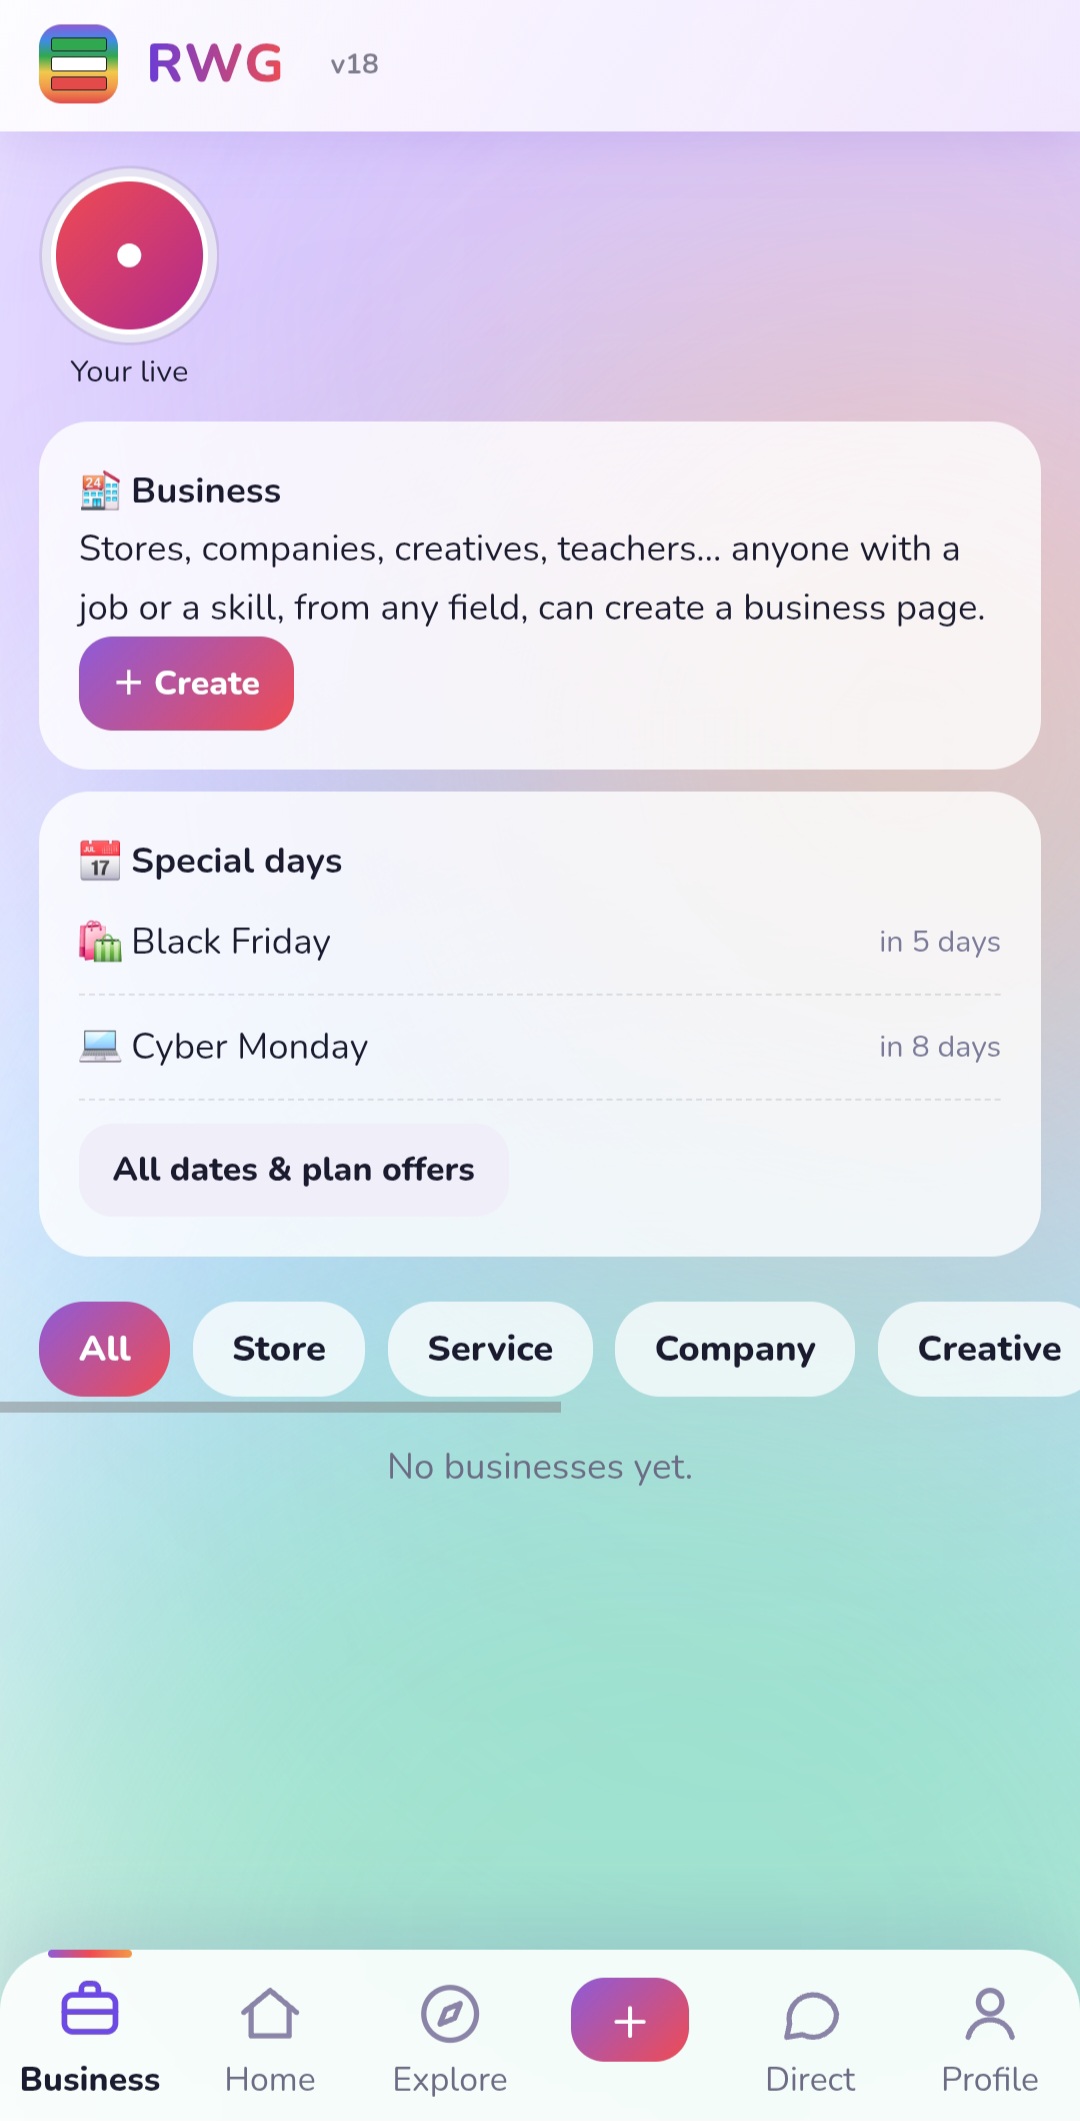 RWG v18
Your live
Business
Stores, companies, creatives, teachers... anyone with a
job or a skill, from any field, can create a business page.
+ Create
Special days
Black Friday in 5 days
Cyber Monday in 8 days
All dates & plan offers
All Store Service Company Creative
No businesses yet.
Business Home Explore + Direct Profile